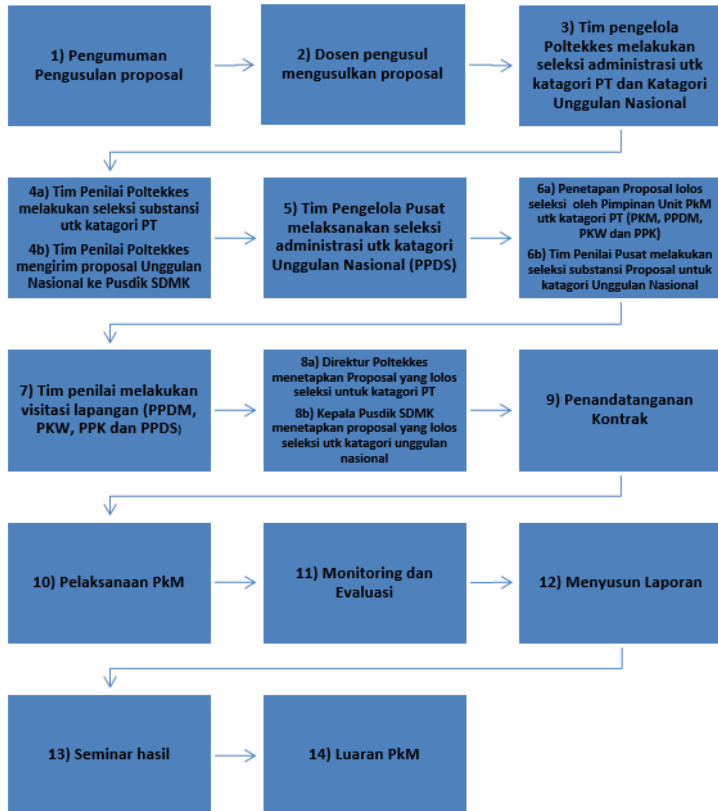 1) Pengumuman
Pengusulan proposal
2) Dosen pengusul
mengusulkan proposal
3) Tim pengelola
Poltekkes melakukan
seleksi administrasi utk
katagori PT dan Katagori
Unggulan Nasional
4a) Tim Penilai Poltekkes
melakukan seleksi substansi
utk katagori PT
4b) Tim Penilai Poltekkes
mengirim proposal Unggulan
Nasional ke Pusdik SDMK
5) Tim Pengelola Pusat
melaksanakan seleksi
administrasi utk katagori
Unggulan Nasional (PPDS)
6a) Penetapan Proposal lolos
seleksi oleh Pimpinan Unit PkM
utk katagori PT (PKM, PPDM,
PKW dan PPK)
6b) Tim Penilai Pusat melakukan
seleksi substansi Proposal untuk
katagori Unggulan Nasional
7) Tim penilai melakukan
visitasi lapangan (PPDM,
PKW, PPK dan PPDS)
8a) Direktur Poltekkes
menetapkan Proposal yang lolos
seleksi untuk katagori PT
8b) Kepala Pusdik SDMK
menetapkan proposal yang lolos
seleksi utk katagori unggulan
nasional
9) Penandatanganan
Kontrak
10) Pelaksanaan PkM
11) Monitoring dan
Evaluasi
12) Menyusun Laporan
13) Seminar hasil
14) Luaran PkM